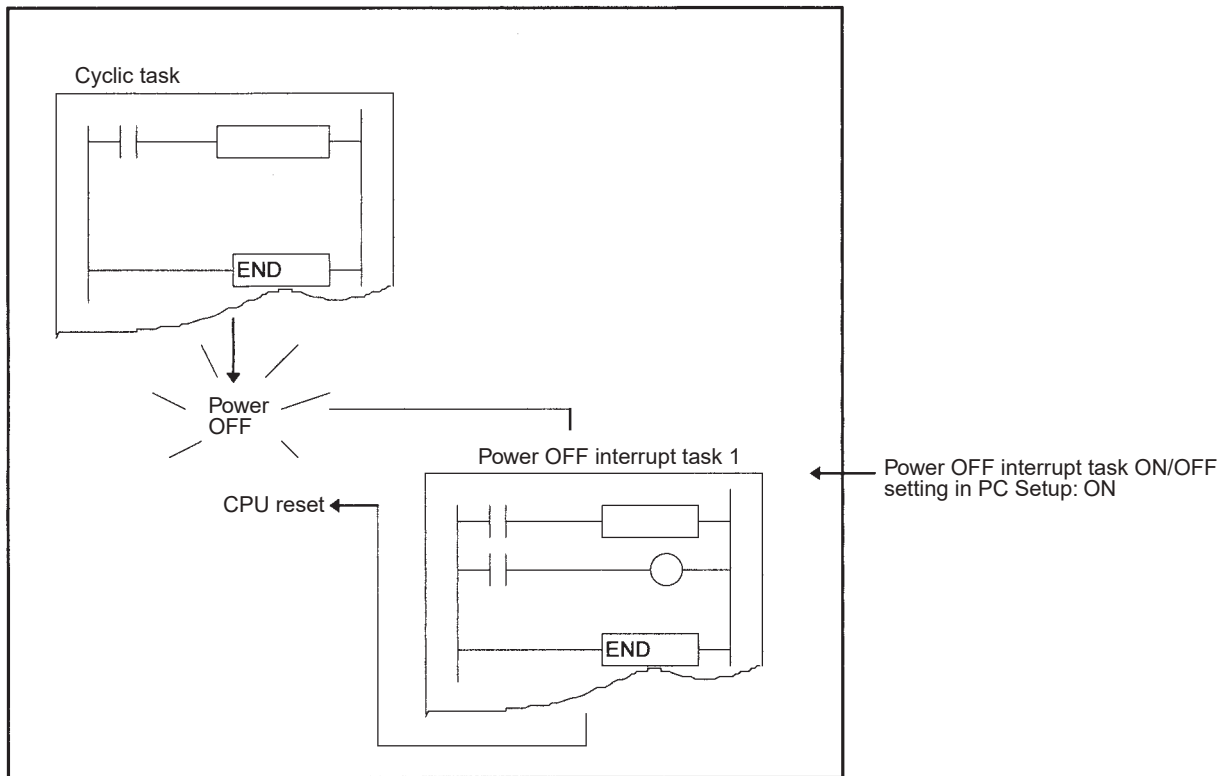 Cyclic task
END
Power
OFF
Power OFF interrupt task 1
Power OFF interrupt task ON/OFF
setting in PC Setup: ON
CPU reset
END